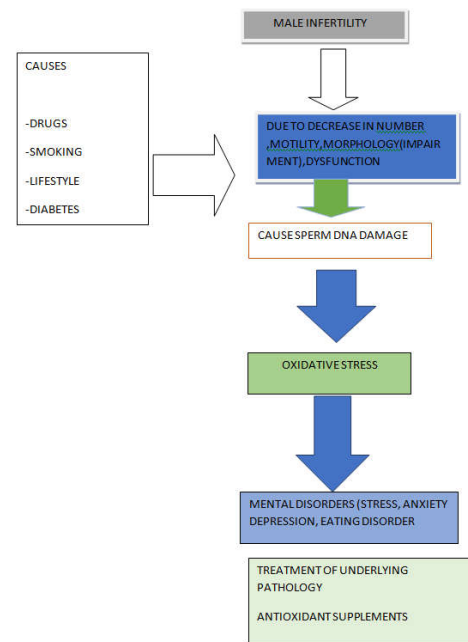 MALE INFERTILITY
CAUSES
-DRUGS
-SMOKING
-LIFESTYLE
-DIABETES
DUE TO DECREASE IN NUMBER
,MOTILITY,MORPHOLOGY(IMPAIR
MENT),DYSFUNCTION
CAUSE SPERM DNA DAMAGE
OXIDATIVE STRESS
MENTAL DISORDERS (STRESS, ANXIETY
DEPRESSION, EATING DISORDER
TREATMENT OF UNDERLYING
PATHOLOGY
ANTIOXIDANT SUPPLEMENTS